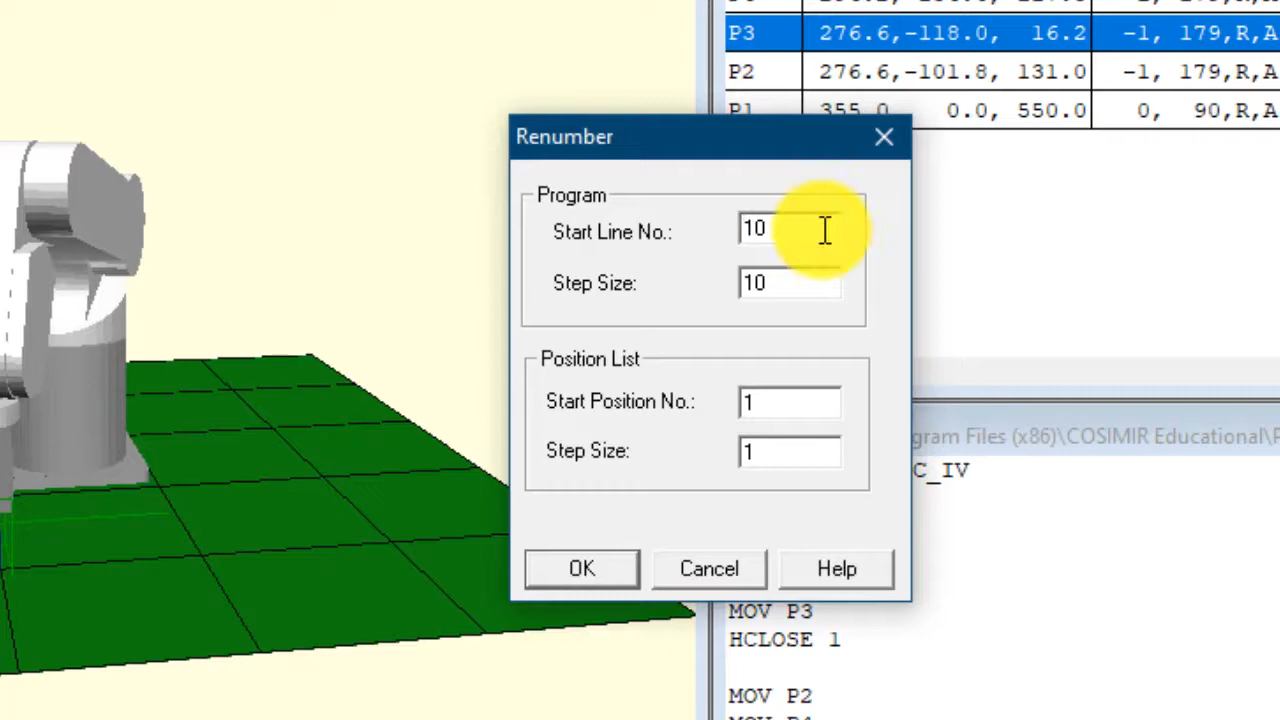 P3 276.6,-118.0, 16.2 -1, 179,R,A
P2 276.6,-101.8, 131.0 -1, 179,R,A
P1 355.0 0.0, 550.0 0, 90,R,A
Renumber
Program
Start Line No.: 10
Step Size: 10
Position List
Start Position No.: 1
Step Size: 1
OK Cancel Help
gram Files (x86)\COSIMIR Educational\
C_IV
MOV P3
HCLOSE 1
MOV P2